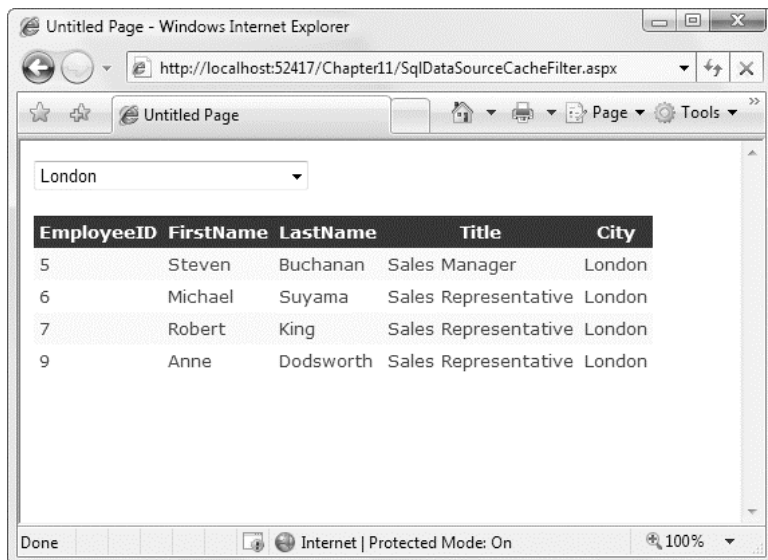 Untitled Page - Windows Internet Explorer
http://localhost:52417/Chapter11/SqlDataSourceCacheFilter.aspx
Untitled Page
Page
Tools
London
EmployeeID FirstName LastName Title City
5 Steven Buchanan Sales Manager London
6 Michael Suyama Sales Representative London
7 Robert King Sales Representative London
9 Anne Dodsworth Sales Representative London
Done
Internet | Protected Mode: On
100%